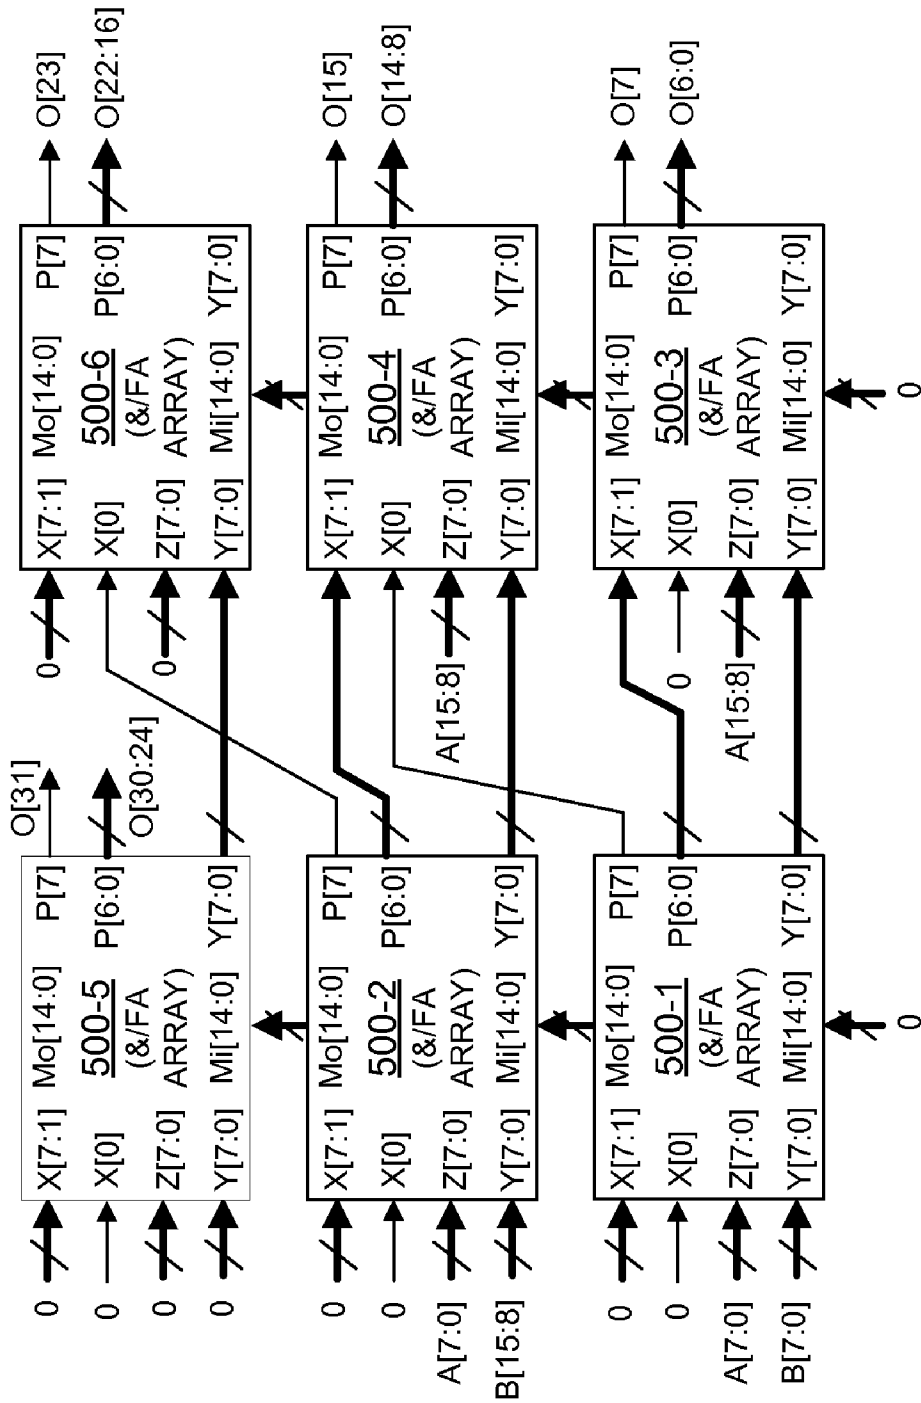 O[31]
O[23]
0
X[7:1]
Mo[14:0]
P[7]
0
X[7:1]
Mo[14:0]
P[7]
0
X[0]
500-5
P[6:0]
O[30:24]
X[0]
500-6
P[6:0]
O[22:16]
(&/FA
(&/FA
0
Z[7:0]
ARRAY)
0
Z[7:0]
ARRAY)
0
Y[7:0]
Mi[14:0]
Y[7:0]
Y[7:0]
Mi[14:0]
Y[7:0]
0
X[7:1]
Mo[14:0]
P[7]
X[7:1]
Mo[14:0]
P[7]
O[15]
0
X[0]
500-2
P[6:0]
X[0]
500-4
P[6:0]
O[14:8]
(&/FA
(&/FA
A[7:0]
Z[7:0]
ARRAY)
A[15:8]
Z[7:0]
ARRAY)
B[15:8]
Y[7:0]
Mi[14:0]
Y[7:0]
Y[7:0]
Mi[14:0]
Y[7:0]
0
X[7:1]
Mo[14:0]
P[7]
X[7:1]
Mo[14:0]
P[7]
O[7]
0
X[0]
500-1
P[6:0]
0
X[0]
500-3
P[6:0]
O[6:0]
(&/FA
(&/FA
A[7:0]
Z[7:0]
ARRAY)
A[15:8]
Z[7:0]
ARRAY)
B[7:0]
Y[7:0]
Mi[14:0]
Y[7:0]
Y[7:0]
Mi[14:0]
Y[7:0]
0
0